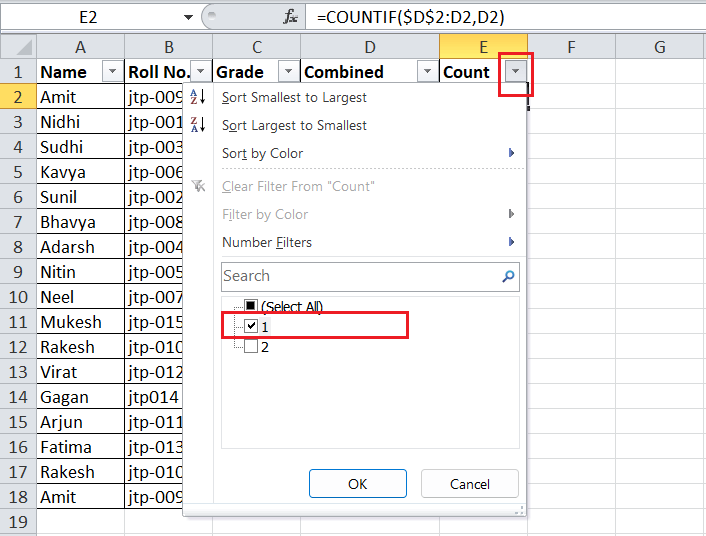 E2 fx =COUNTIF($D$2:D2,D2)
A B C D E F G
1 Name Roll No. Grade Combined Count
2 Amit jtp-009
3 Nidhi jtp-001
4 Sudhi jtp-003
5 Kavya jtp-006
6 Sunil jtp-002
7 Bhavya jtp-008
8 Adarsh jtp-004
9 Nitin jtp-005
10 Neel jtp-007
11 Mukesh jtp-015
12 Rakesh jtp-010
13 Virat jtp-012
14 Gagan jtp014
15 Arjun jtp-011
16 Fatima jtp-013
17 Rakesh jtp-010
18 Amit jtp-009
19
A Z Sort Smallest to Largest
Z A Sort Largest to Smallest
Sort by Color
Clear Filter From "Count"
Filter by Color
Number Filters
Search
(Select All)
1
2
OK Cancel